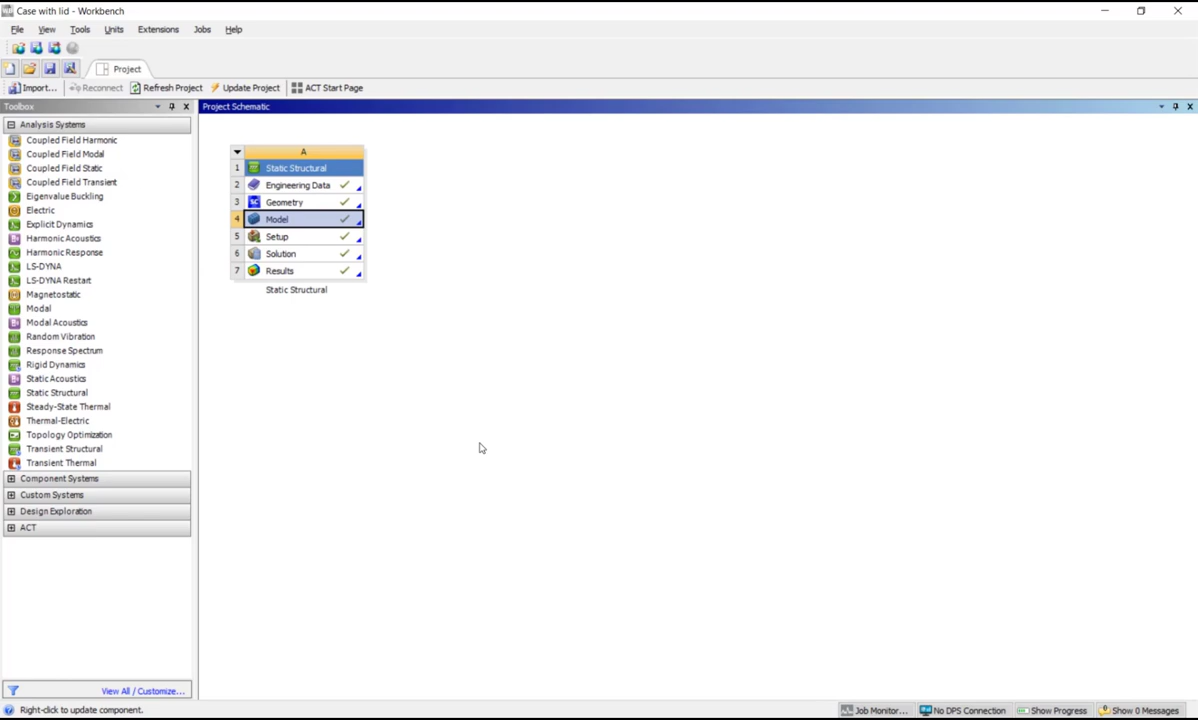 Case with lid - Workbench
File View Tools Units Extensions Jobs Help
Project
Import... Reconnect Refresh Project Update Project ACT Start Page
Toolbox
Project Schematic
Analysis Systems
Coupled Field Harmonic
Coupled Field Modal
Coupled Field Static
Coupled Field Transient
Eigenvalue Buckling
Electric
Explicit Dynamics
Harmonic Acoustics
Harmonic Response
LS-DYNA
LS-DYNA Restart
Magnetostatic
Modal
Modal Acoustics
Random Vibration
Response Spectrum
Rigid Dynamics
Static Acoustics
Static Structural
Steady-State Thermal
Thermal-Electric
Topology Optimization
Transient Structural
Transient Thermal
Component Systems
Custom Systems
Design Exploration
ACT
View All / Customize...
A
1 Static Structural
2 Engineering Data
3 Geometry
4 Model
5 Setup
6 Solution
7 Results
Static Structural
Right-click to update component.
Job Monitor... No DPS Connection Show Progress Show 0 Messages